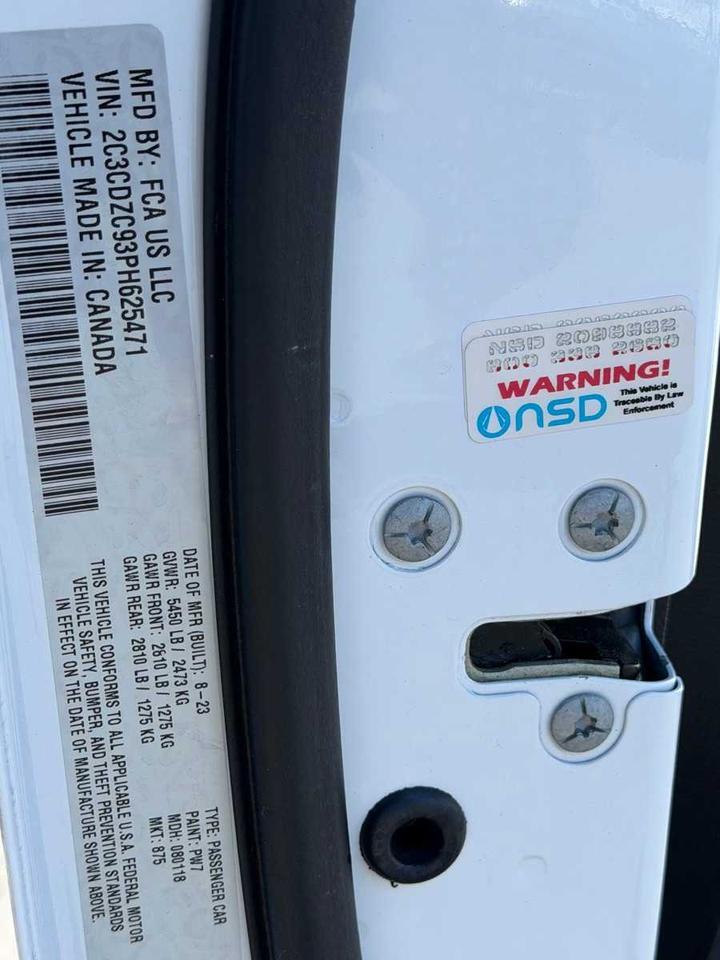 MFD BY: FCA US LLC
VIN: 2C3CDZC93PH625471
VEHICLE MADE IN: CANADA
DATE OF MFR (BUILT): 8-23
GVWR: 5450 LB / 2473 KG
GAWR FRONT: 2810 LB / 1275 KG
GAWR REAR: 2810 LB / 1275 KG
THIS VEHICLE CONFORMS TO ALL APPLICABLE U.S.A. FEDERAL MOTOR
VEHICLE SAFETY, BUMPER, AND THEFT PREVENTION STANDARDS
IN EFFECT ON THE DATE OF MANUFACTURE SHOWN ABOVE.
TYPE: PASSENGER CAR
PAINT: PW7
MDH: 080118
MKT: 875
NSD
WARNING!
NSD
This Vehicle is
Traceable By Law
Enforcement